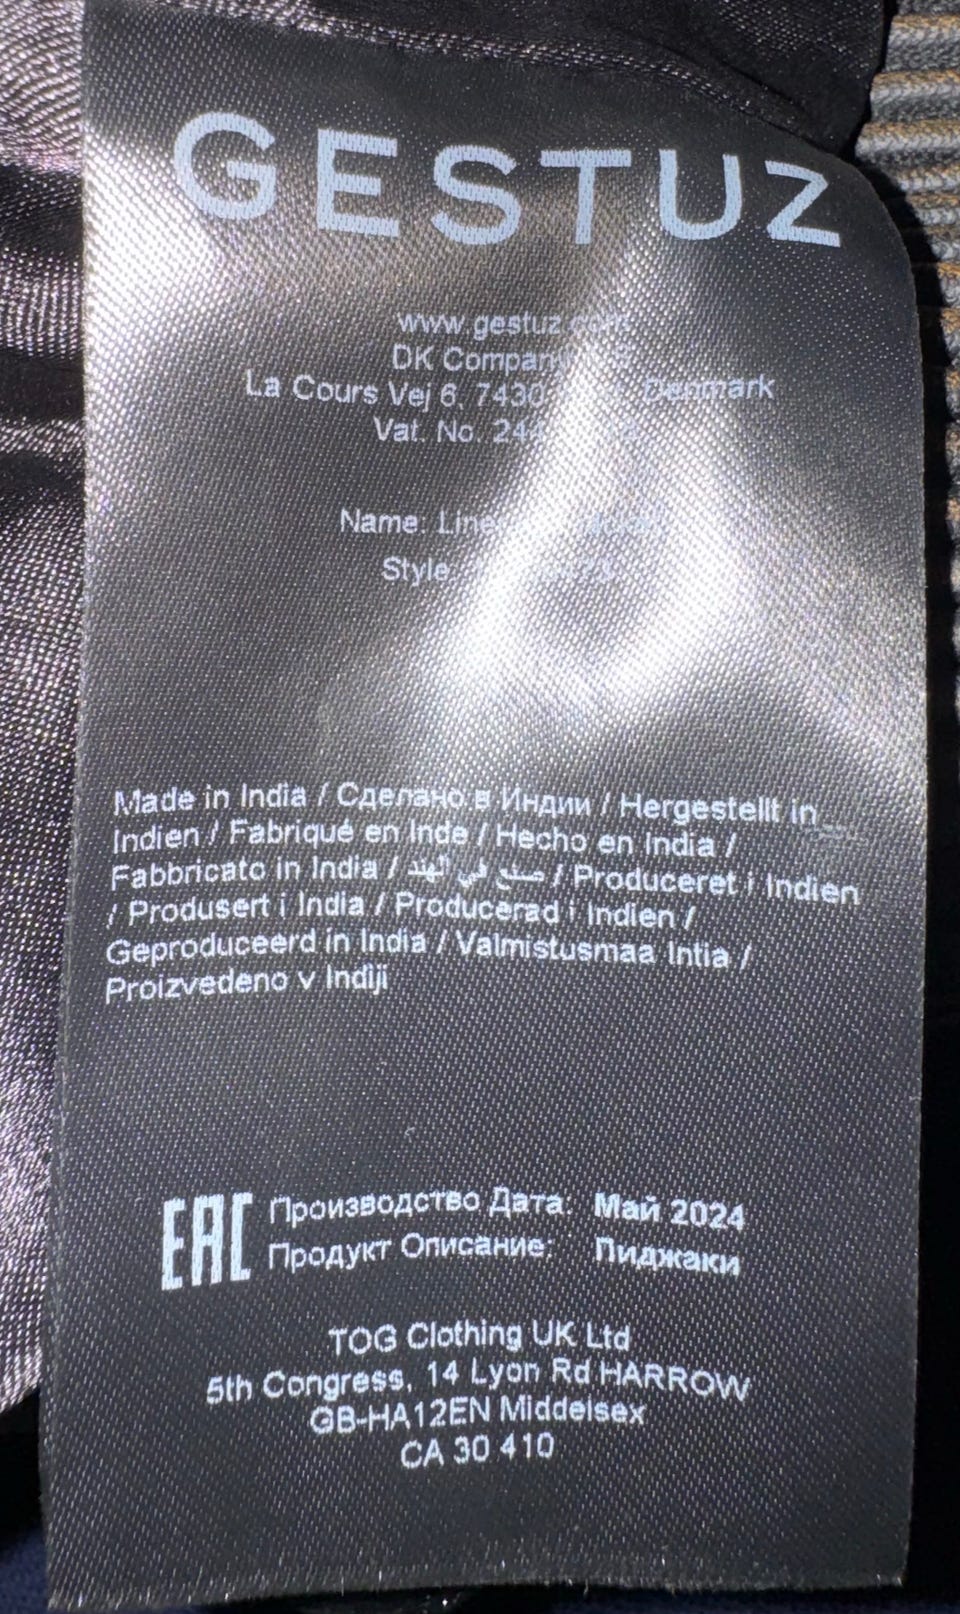 GESTUZ
www gestuz
DK Company
La Cours Vej 6, 7430 Denmark
Vat. No.
Name:
Style
Made in India / Сделано в Индии / Hergestellt in
Indien / Fabriqué en Inde / Hecho en India /
Fabbricato in India / صنع في الهند / Produceret i Indien
/ Produsert i India / Producerad i Indien /
Geproduceerd in India / Valmistusmaa Intia /
Proizvedeno v Indiji
EAC Производство Дата: Май 2024
Продукт Описание: Пиджаки
TOG Clothing UK Ltd
5th Congress, 14 Lyon Rd HARROW
GB-HA12EN Middelsex
CA 30 410